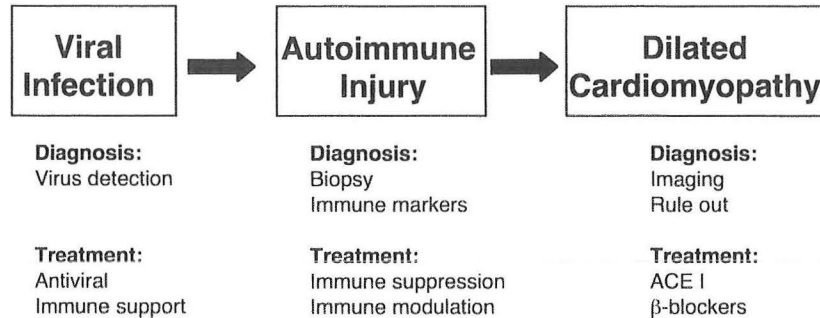 Viral
Infection
Autoimmune
Injury
Dilated
Cardiomyopathy
Diagnosis:
Virus detection
Diagnosis:
Biopsy
Immune markers
Diagnosis:
Imaging
Rule out
Treatment:
Antiviral
Immune support
Treatment:
Immune suppression
Immune modulation
Treatment:
ACE I
β-blockers